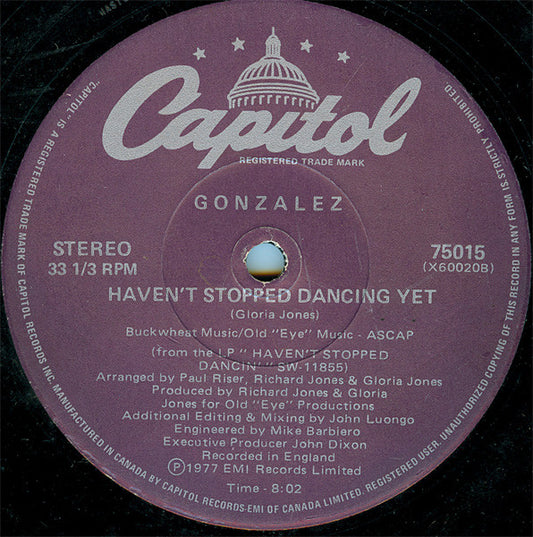 Capitol
REGISTERED TRADE MARK
GONZALEZ
STEREO
33 1/3 RPM
75015
(X60020B)
HAVEN'T STOPPED DANCING YET
(Gloria Jones)
Buckwheat Music/Old "Eye" Music - ASCAP
(from the LP " HAVEN'T STOPPED
DANCIN' " SW-11855)
Arranged by Paul Riser, Richard Jones & Gloria Jones
Produced by Richard Jones & Gloria
Jones for Old "Eye" Productions
Additional Editing & Mixing by John Luongo
Engineered by Mike Barbiero
Executive Producer John Dixon
Recorded in England
Ⓟ1977 EMI Records Limited
Time - 8:02
"CAPITOL" IS A REGISTERED TRADE MARK OF CAPITOL RECORDS INC. MANUFACTURED IN CANADA BY CAPITOL RECORDS-EMI OF CANADA LIMITED. REGISTERED USER. UNAUTHORIZED COPYING OF THIS RECORD IN ANY FORM IS STRICTLY PROHIBITED